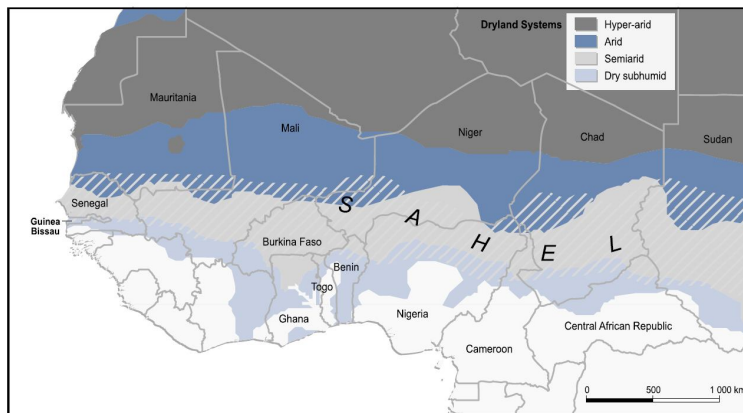 Dryland Systems
Hyper-arid
Arid
Semiarid
Dry subhumid
Mauritania
Mali
Niger
Chad
Sudan
Senegal
Guinea
Bissau
S A H E L
Burkina Faso
Benin
Togo
Ghana
Nigeria
Central African Republic
Cameroon
0 500 1 000 km